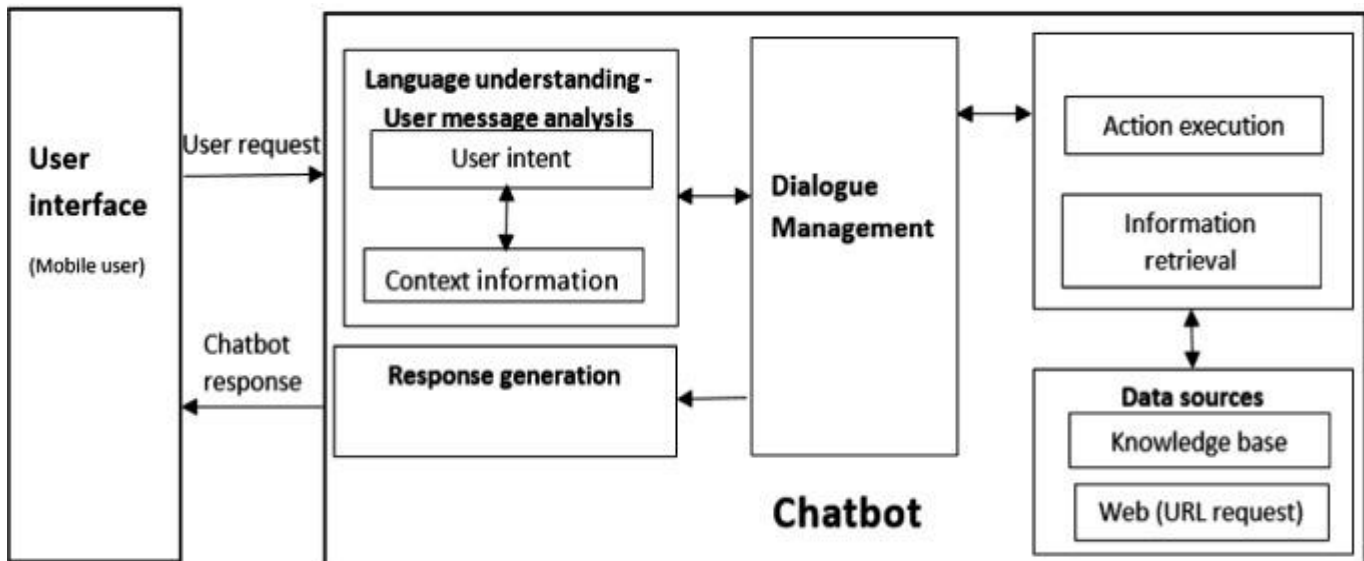 User
interface
(Mobile user)
User request
Chatbot
response
Language understanding -
User message analysis
User intent
Context information
Response generation
Dialogue
Management
Chatbot
Action execution
Information
retrieval
Data sources
Knowledge base
Web (URL request)